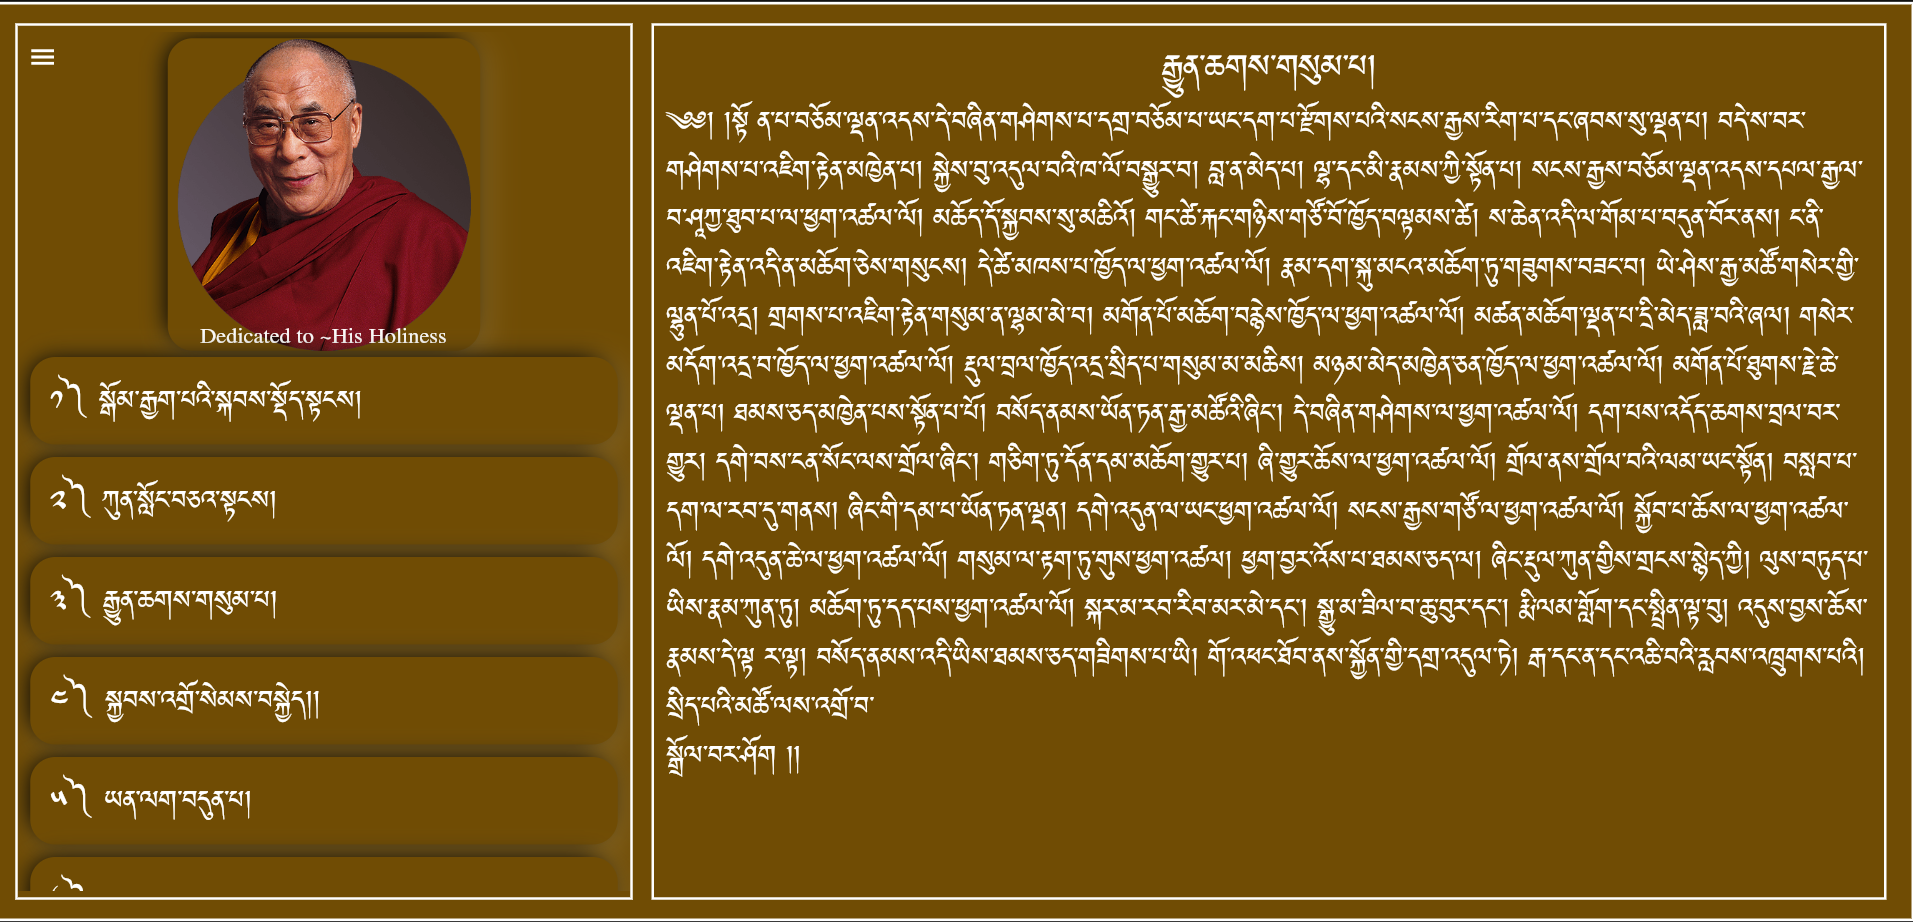 Dedicated to ~His Holiness
༡༽ སྒོམ་རྒྱག་པའི་སྐབས་སྡོད་སྟངས།
༢༽ ཀུན་སློང་བཅའ་སྟངས།
༣༽ རྒྱུན་ཆགས་གསུམ་པ།
༤༽ སྐྱབས་འགྲོ་སེམས་བསྐྱེད།།
༥༽ ཡན་ལག་བདུན་པ།
རྒྱུན་ཆགས་གསུམ་པ།
༄༅། །སྟོ ན་པ་བཅོམ་ལྡན་འདས་དེ་བཞིན་གཤེགས་པ་དགྲ་བཅོམ་པ་ཡང་དག་པ་རྫོགས་པའི་སངས་རྒྱས་རིག་པ་དང་ཞབས་སུ་ལྡན་པ། བདེ་ས་བར་
གཤེགས་པ་འཇིག་རྟེན་མཁྱེན་པ། སྐྱེས་བུ་འདུལ་བའི་ཁ་ལོ་བསྒྱུར་བ། བླ་ན་མེད་པ། ལྷ་དང་མི་རྣམས་ཀྱི་སྟོན་པ། སངས་རྒྱས་བཅོམ་ལྡན་འདས་དཔལ་རྒྱལ་
བ་ཤཱཀྱ་ཐུབ་པ་ལ་ཕྱག་འཚལ་ལོ། མཆོད་དོ་སྐྱབས་སུ་མཆིའོ། གང་ཚེ་རྐང་གཉིས་གཙོ་བོ་ཁྱོད་བལྟམས་ཚེ། ས་ཆེན་འདི་ལ་གོམ་པ་བདུན་བོར་ནས། ང་ནི་
འཇིག་རྟེན་འདི་ན་མཆོག་ཅེས་གསུངས། དེ་ཚེ་མཁས་པ་ཁྱོད་ལ་ཕྱག་འཚལ་ལོ། རྣམ་དག་སྐུ་མངའ་མཆོག་ཏུ་གཟུགས་བཟང་བ། ཡེ་ཤེས་རྒྱ་མཚོ་གསེར་གྱི་
ལྷུན་པོ་འདྲ། གྲགས་པ་འཇིག་རྟེན་གསུམ་ན་ལྷམ་མེ་བ། མགོན་པོ་མཆོག་བརྙེས་ཁྱོད་ལ་ཕྱག་འཚལ་ལོ། མཚན་མཆོག་ལྡན་པ་དྲི་མེད་ཟླ་བའི་ཞལ། གསེར་
མདོག་འདྲ་བ་ཁྱོད་ལ་ཕྱག་འཚལ་ལོ། རྡུལ་བྲལ་ཁྱོད་འདྲ་སྲིད་པ་གསུམ་མ་མཆིས། མཉམ་མེད་མཁྱེན་ཅན་ཁྱོད་ལ་ཕྱག་འཚལ་ལོ། མགོན་པོ་ཐུགས་རྗེ་ཆེ་
ལྡན་པ། ཐམས་ཅད་མཁྱེན་པས་སྟོན་པ་པོ། བསོད་ནམས་ཡོན་ཏན་རྒྱ་མཚོའི་ཞིང་། དེ་བཞིན་གཤེགས་ལ་ཕྱག་འཚལ་ལོ། དག་པས་འདོད་ཆགས་བྲལ་བར་
གྱུར། དགེ་བས་ངན་སོང་ལས་གྲོལ་ཞིང་། གཅིག་ཏུ་དོན་དམ་མཆོག་གྱུར་པ། ཞི་གྱུར་ཆོས་ལ་ཕྱག་འཚལ་ལོ། གྲོལ་ནས་གྲོལ་བའི་ལམ་ཡང་སྟོན། བསླབ་པ་
དག་ལ་རབ་ཏུ་གནས། ཞིང་གི་དམ་པ་ཡོན་ཏན་ལྡན། དགེ་འདུན་ལ་ཡང་ཕྱག་འཚལ་ལོ། སངས་རྒྱས་གཙོ་ལ་ཕྱག་འཚལ་ལོ། སྐྱོབ་པ་ཆོས་ལ་ཕྱག་འཚལ་
ལོ། དགེ་འདུན་ཆེ་ལ་ཕྱག་འཚལ་ལོ། གསུམ་ལ་རྟག་ཏུ་གུས་ཕྱག་འཚལ། ཕྱག་བྱར་འོས་པ་ཐམས་ཅད་ལ། ཞིང་རྡུལ་ཀུན་གྱིས་གྲངས་སྙེད་ཀྱི། ལུས་བཏུད་པ་
ཡིས་རྣམ་ཀུན་ཏུ། མཆོག་ཏུ་དད་པས་ཕྱག་འཚལ་ལོ། སྐར་མ་རབ་རིབ་མར་མེ་དང་། སྒྱུ་མ་ཟིལ་བ་ཆུ་བུར་དང་། རྨི་ལམ་གློག་དང་སྤྲིན་ལྟ་བུ། འདུས་བྱས་ཆོས་
རྣམས་དེ་ལྟ ར་ལྟ། བསོད་ནམས་འདི་ཡིས་ཐམས་ཅད་གཟིགས་པ་ཡི། གོ་འཕང་ཐོབ་ནས་སྐྱོན་གྱི་དགྲ་འདུལ་ཏེ། རྒ་དང་ན་དང་འཆི་བའི་རླབས་འཁྲུགས་པའི།
སྲིད་པའི་མཚོ་ལས་འགྲོ་བ་
སྒྲོལ་བར་ཤོག །།